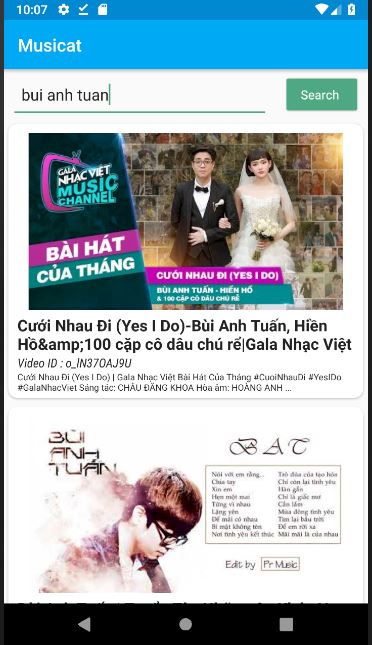 10:07
Musicat
bui anh tuan
Search
GALA
NHẠC VIỆT
MUSIC
CHANNEL
BÀI HÁT
CỦA THÁNG
CƯỚI NHAU ĐI (YES I DO)
BÙI ANH TUẤN - HIỀN HỒ
& 100 CẶP CÔ DÂU CHÚ RỂ
Cưới Nhau Đi (Yes I Do)-Bùi Anh Tuấn, Hiền
Hồ&amp;100 cặp cô dâu chú rể|Gala Nhạc Việt
Video ID : o_IN37OAJ9U
Cưới Nhau Đi (Yes I Do) | Gala Nhạc Việt Bài Hát Của Tháng #CuoiNhauDi #YesIDo
#GalaNhacViet Sáng tác: CHÂU ĐĂNG KHOA Hòa âm: HOÀNG ANH ...
BÙI
ANH
TUẤN
BAT
Nói với em rằng..
Chia tay
Xin em
Hẹn một mai
Từng vì nhau
Lặng yên
Để mãi có nhau
Bí mật không tên
Nơi tình yêu kết thúc
Trò đùa của tạo hóa
Chỉ còn lại tình yêu
Hàn gắn
Chỉ là giấc mơ
Cầm lầm
Mùa đông tình yêu
Tìm lại bầu trời
Để em rời xa
Mãi mãi là của nhau
Edit by Pr Music